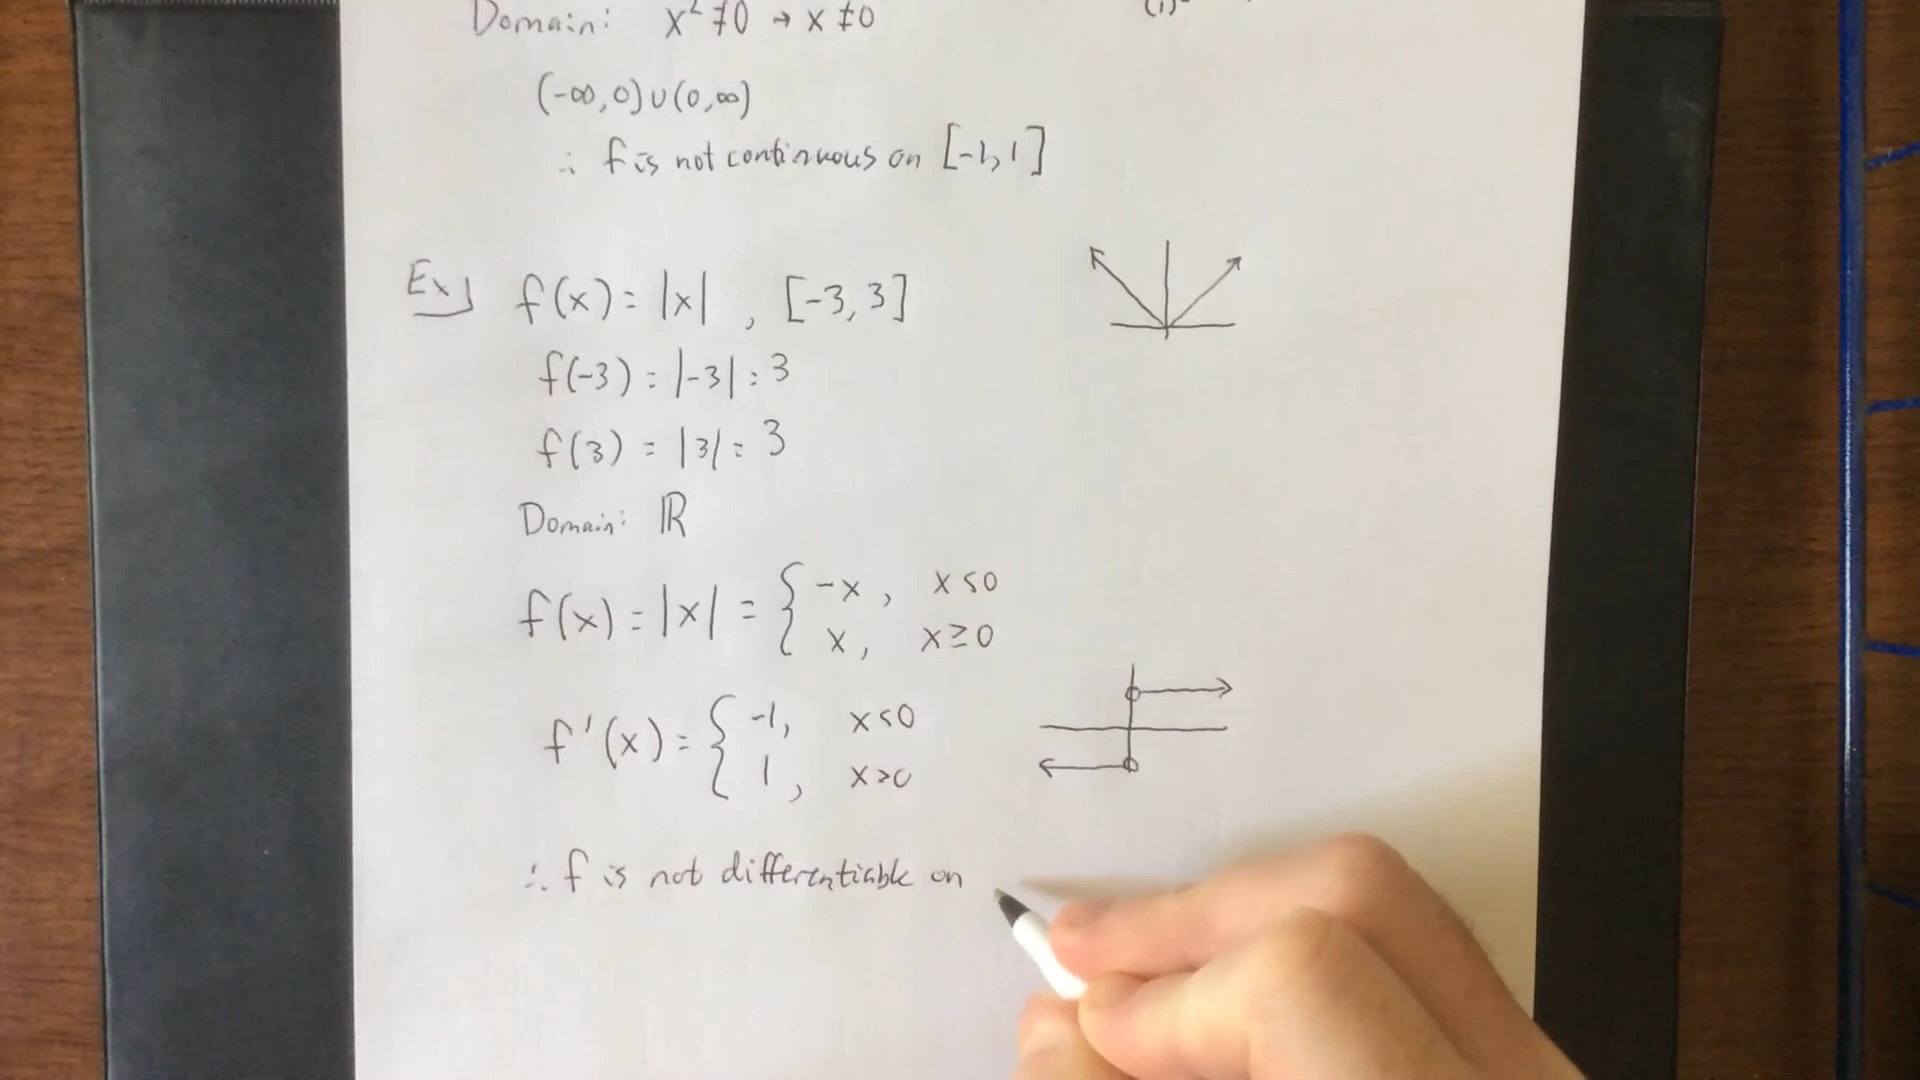 Domain: x² ≠ 0 → x ≠ 0
(-∞,0)∪(0,∞)
∴ f is not continuous on [-1,1]
Ex] f(x) = |x| , [-3,3]
f(-3) = |-3| = 3
f(3) = |3| = 3
Domain: ℝ
f(x) = |x| = { -x, x<0
x, x≥0
f'(x) = { -1, x<0
1, x>0
∴ f is not differentiable on